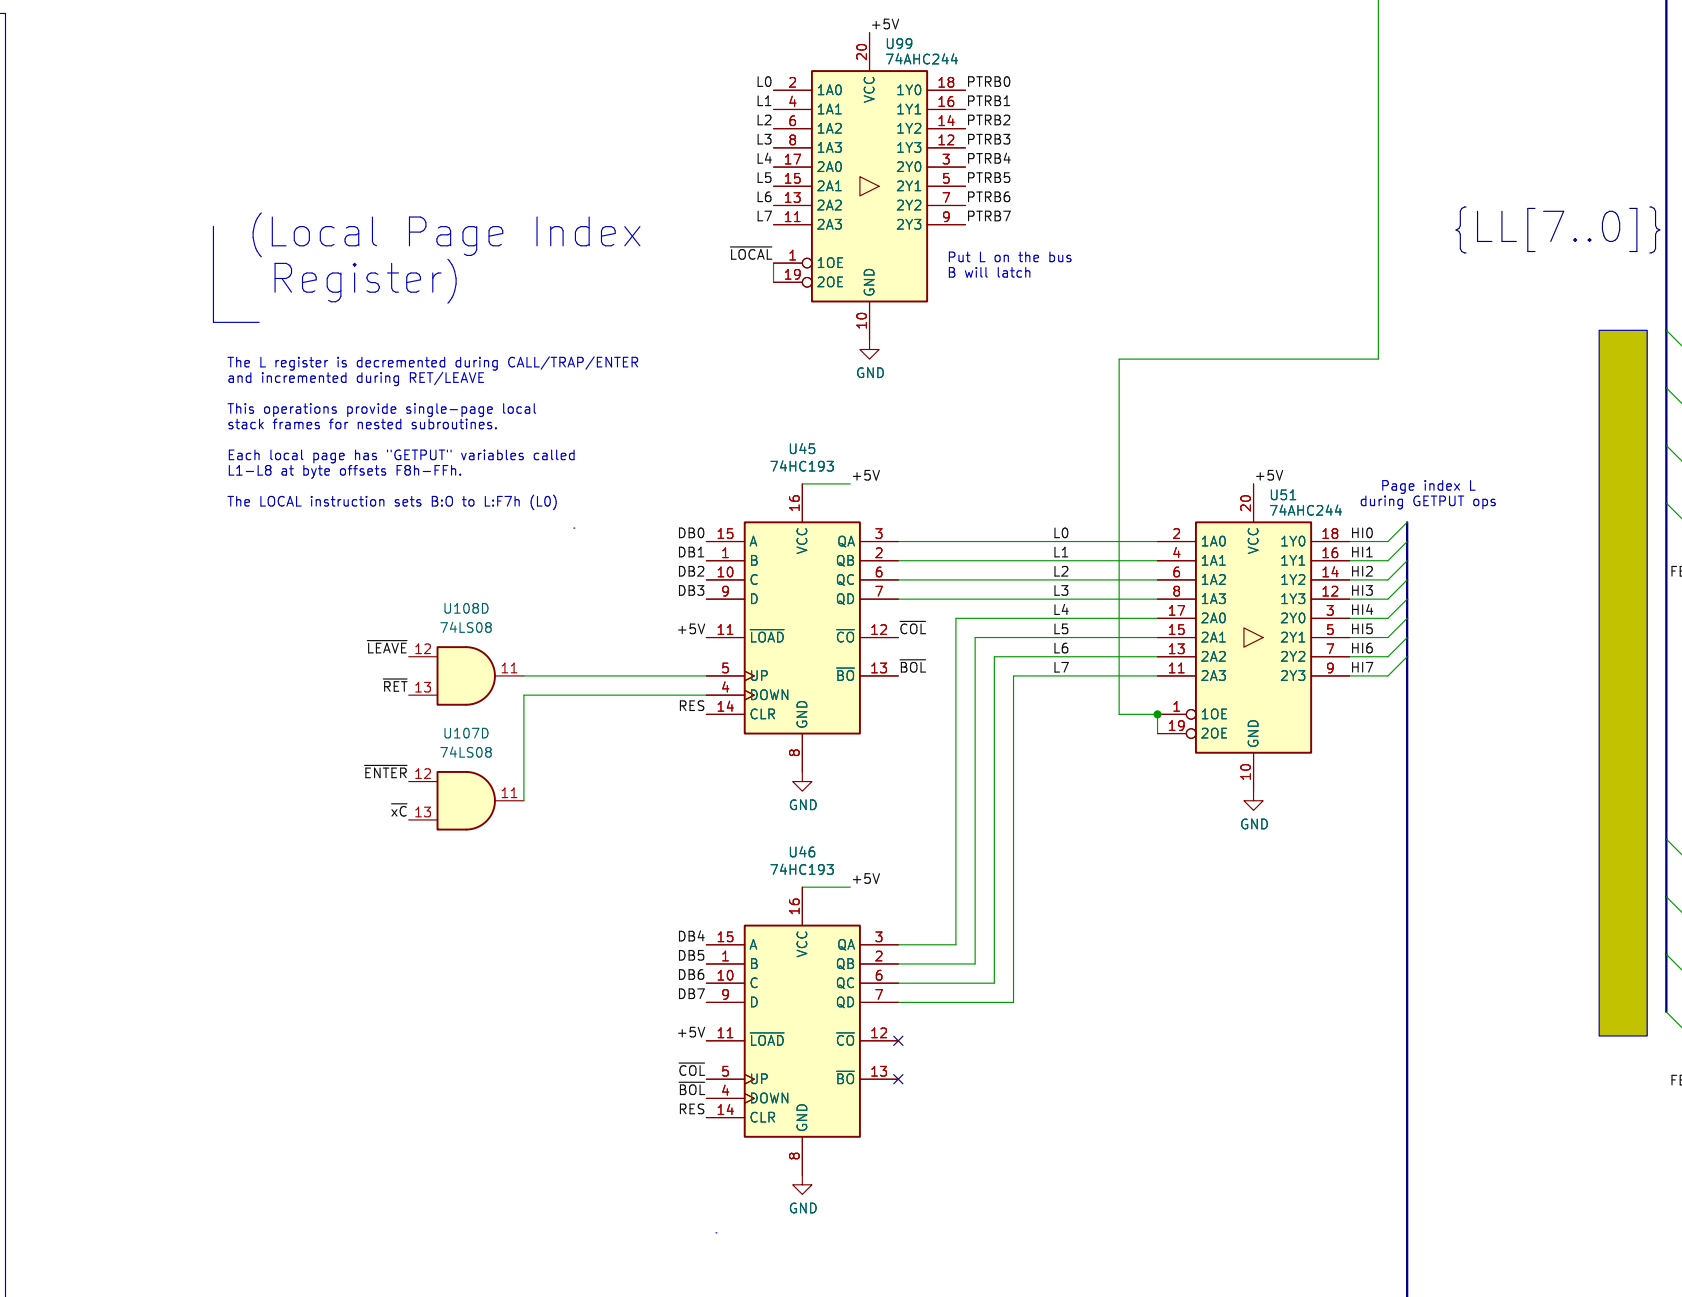 +5V
U99
74AHC244
20
VCC
L0 2 1A0 1Y0 18 PTRB0
L1 4 1A1 1Y1 16 PTRB1
L2 6 1A2 1Y2 14 PTRB2
L3 8 1A3 1Y3 12 PTRB3
L4 17 2A0 2Y0 3 PTRB4
L5 15 2A1 2Y1 5 PTRB5
L6 13 2A2 2Y2 7 PTRB6
L7 11 2A3 2Y3 9 PTRB7
LOCAL 1 1OE
19 2OE
GND
10
GND
Put L on the bus
B will latch
(Local Page Index
Register)
{LL[7..0]}
The L register is decremented during CALL/TRAP/ENTER
and incremented during RET/LEAVE
This operations provide single-page local
stack frames for nested subroutines.
Each local page has "GETPUT" variables called
L1-L8 at byte offsets F8h-FFh.
The LOCAL instruction sets B:O to L:F7h (L0)
U45
74HC193
+5V
16
VCC
DB0 15 A QA 3
DB1 1 B QB 2
DB2 10 C QC 6
DB3 9 D QD 7
+5V 11 LOAD CO 12 COL
5 UP BO 13 BOL
4 DOWN
RES 14 CLR
GND
8
GND
L0
L1
L2
L3
L4
L5
L6
L7
+5V
U51
74AHC244
20
VCC
Page index L
during GETPUT ops
2 1A0 1Y0 18 HI0
4 1A1 1Y1 16 HI1
6 1A2 1Y2 14 HI2
8 1A3 1Y3 12 HI3
17 2A0 2Y0 3 HI4
15 2A1 2Y1 5 HI5
13 2A2 2Y2 7 HI6
11 2A3 2Y3 9 HI7
1 1OE
19 2OE
GND
10
GND
U108D
74LS08
LEAVE 12
11
RET 13
U107D
74LS08
ENTER 12
11
xC 13
U46
74HC193
+5V
16
VCC
DB4 15 A QA 3
DB5 1 B QB 2
DB6 10 C QC 6
DB7 9 D QD 7
+5V 11 LOAD CO 12
COL 5 UP BO 13
BOL 4 DOWN
RES 14 CLR
GND
8
GND